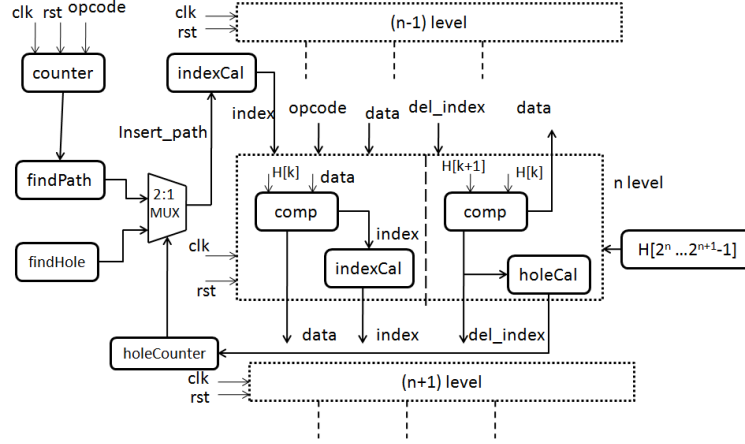 clk rst opcode
counter
clk
rst
(n-1) level
indexCal
index
opcode
data
del_index
data
Insert_path
findPath
2:1
MUX
findHole
H[k]
data
comp
index
indexCal
H[k+1]
H[k]
comp
holeCal
n level
H[2ⁿ ...2ⁿ⁺¹-1]
clk
rst
data
index
del_index
holeCounter
clk
rst
(n+1) level